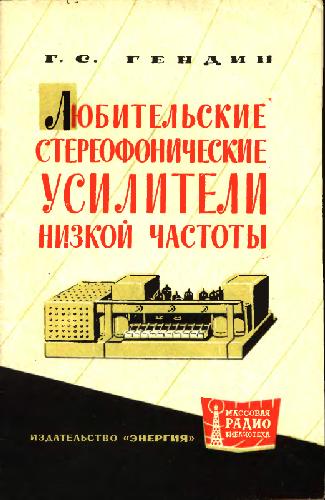 Г. С. ГЕНДИН
ЛЮБИТЕЛЬСКИЕ
СТЕРЕОФОНИЧЕСКИЕ
УСИЛИТЕЛИ
НИЗКОЙ ЧАСТОТЫ
МАССОВАЯ
РАДИО
БИБЛИОТЕКА
ИЗДАТЕЛЬСТВО «ЭНЕРГИЯ»